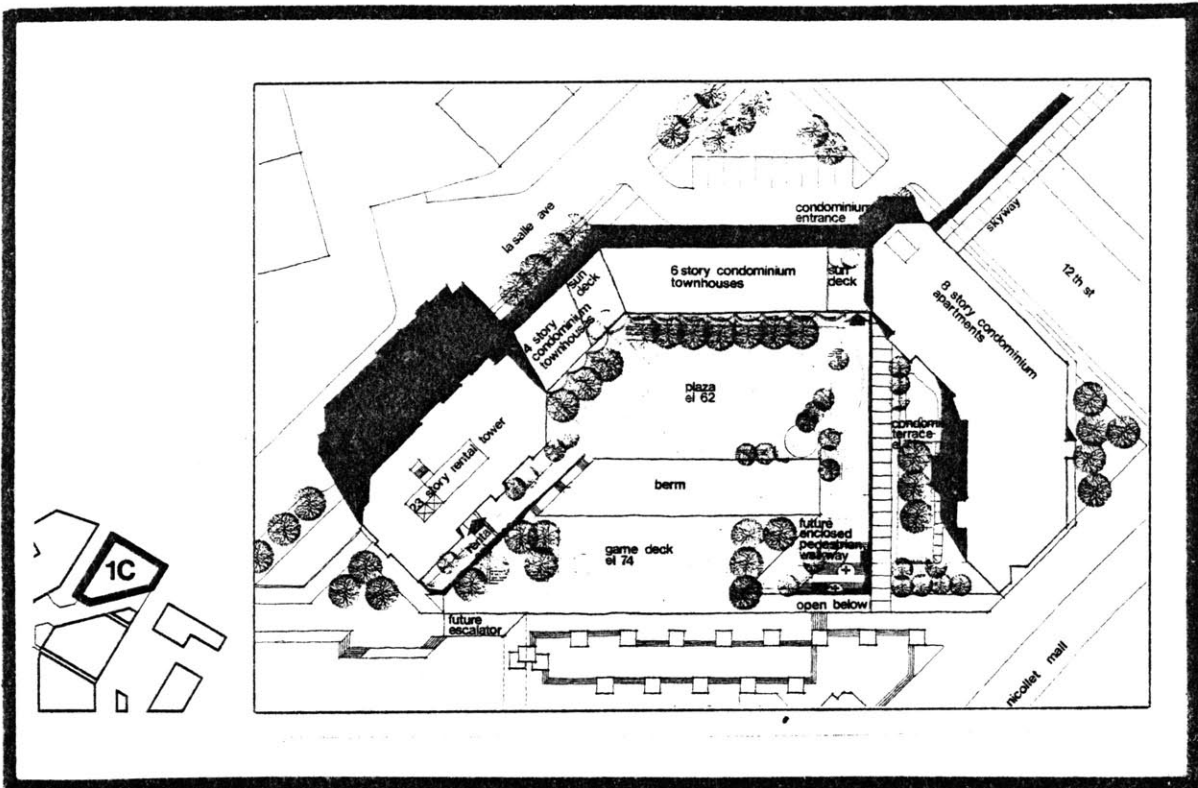 condominium
entrance
skyway
la salle ave
sun
deck
6 story condominium
townhouses
sun
deck
8 story condominium
apartments
12 th st
4 story
condominium
townhouses
plaza
el 62
23 story rental tower
berm
rental
game deck
el 74
future
enclosed
pedestrian
walkway
open below
future
escalator
nicollet mall
1C